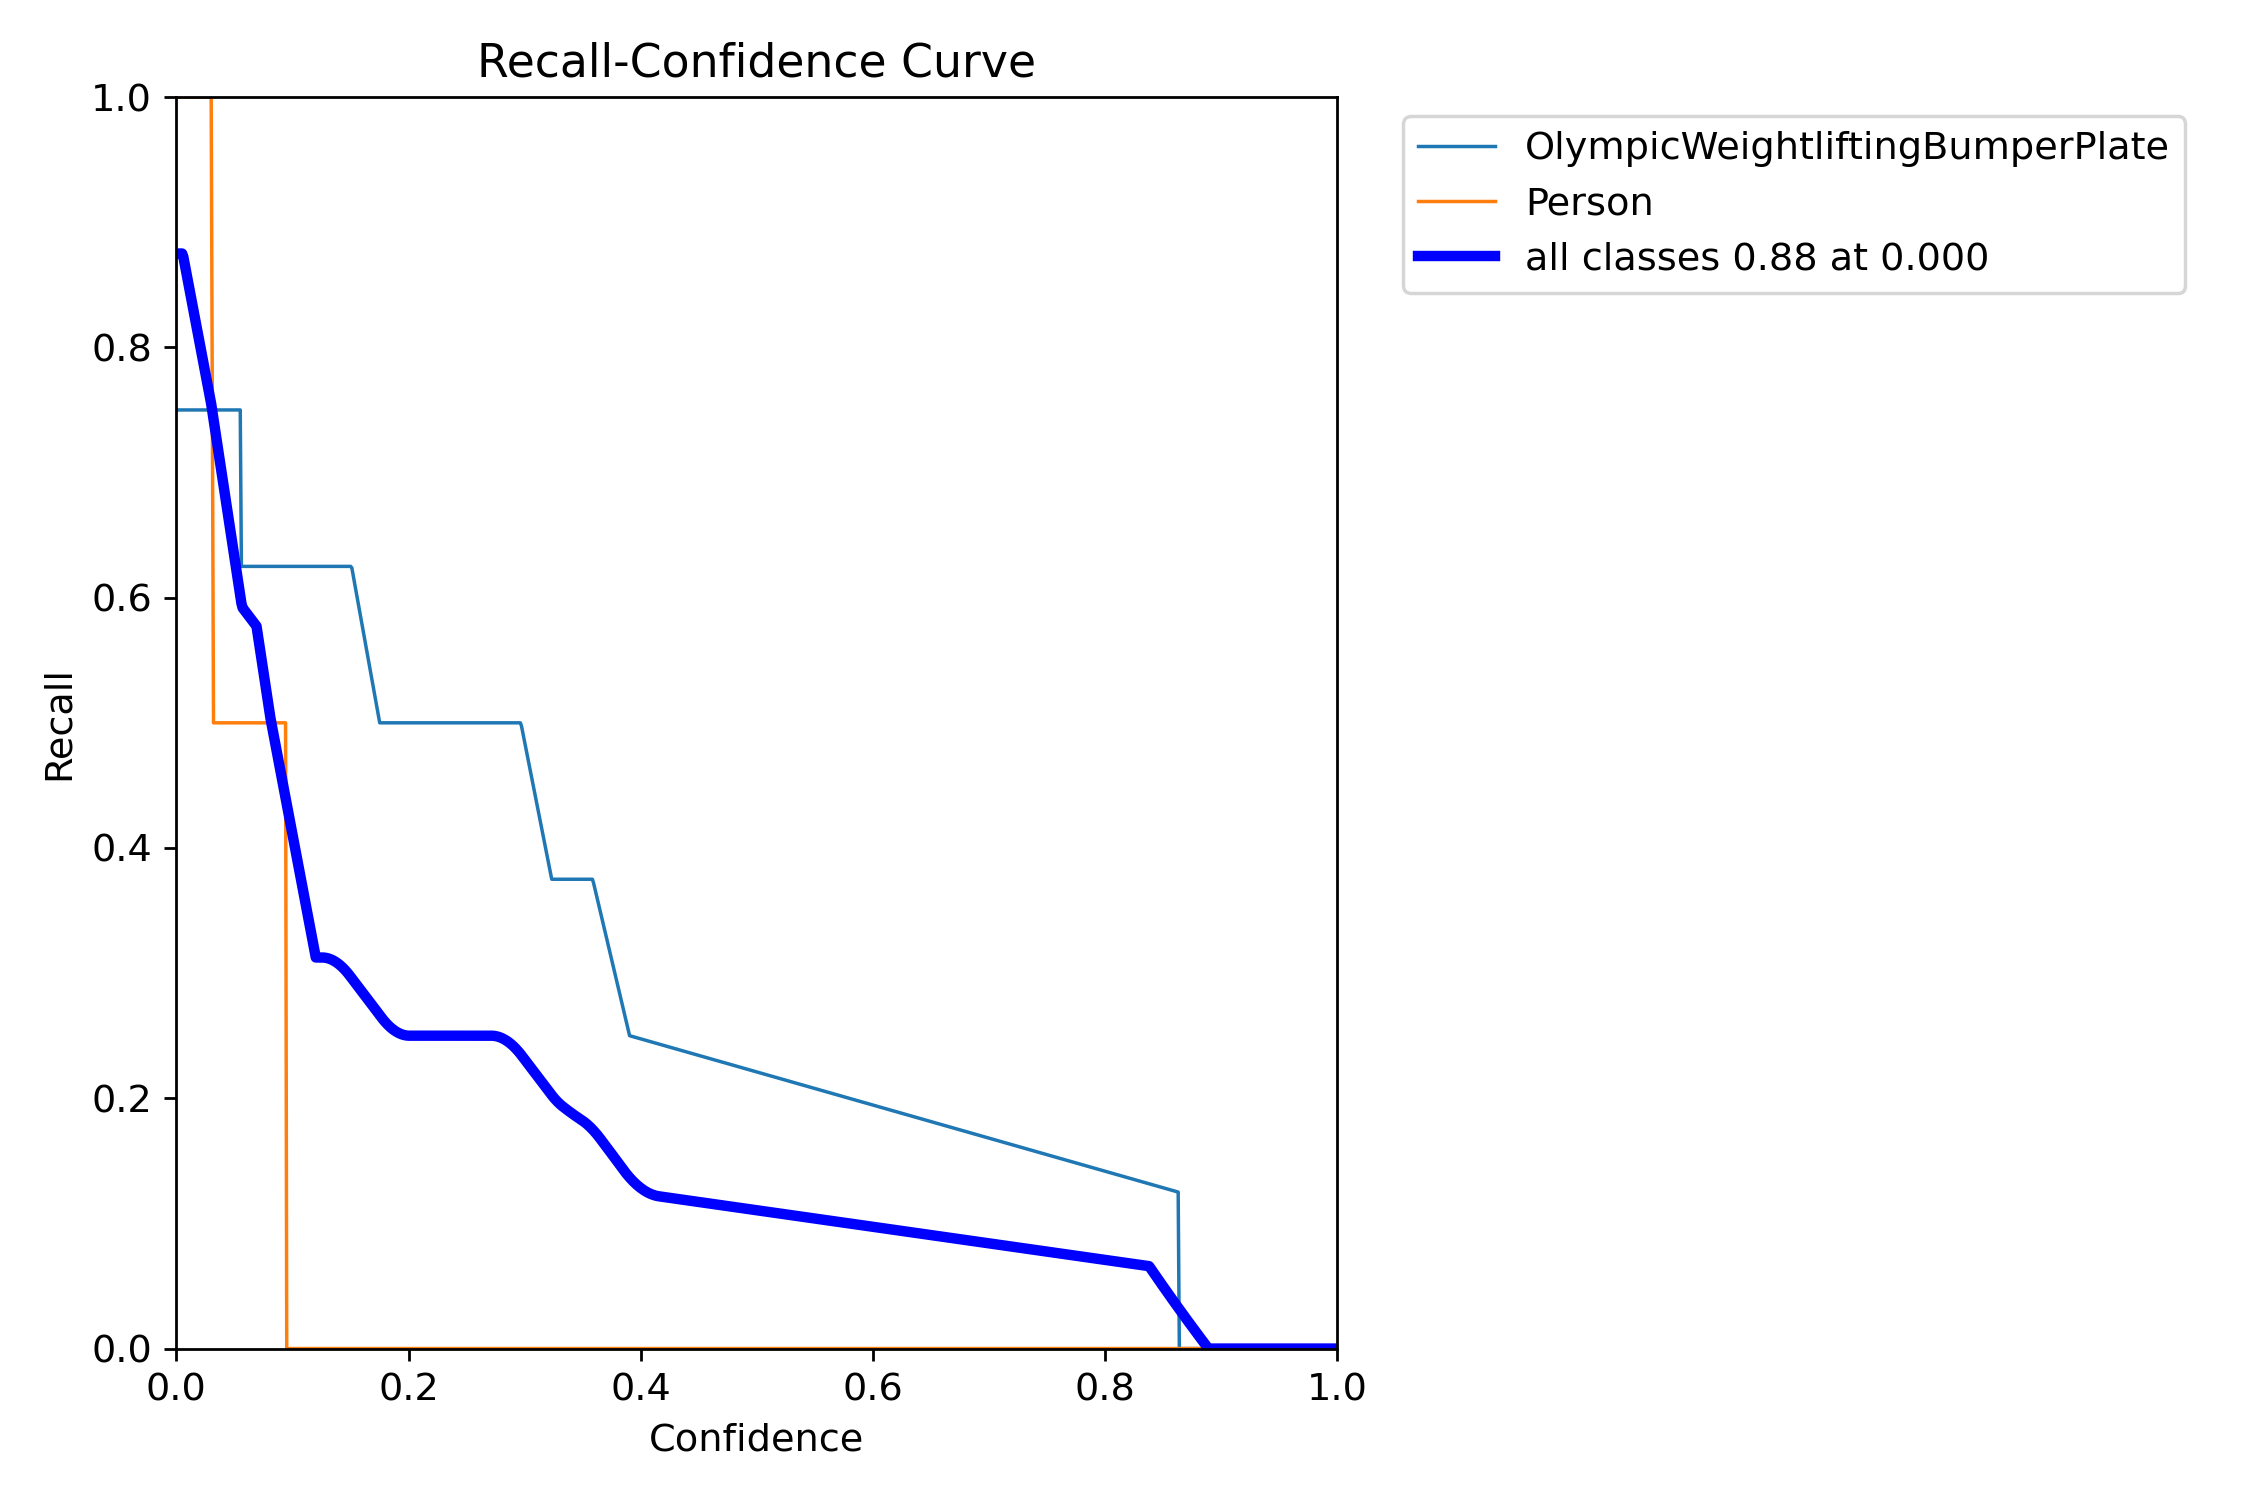 Recall-Confidence Curve
1.0
0.8
0.6
0.4
0.2
0.0
Recall
0.0 0.2 0.4 0.6 0.8 1.0
Confidence
OlympicWeightliftingBumperPlate
Person
all classes 0.88 at 0.000